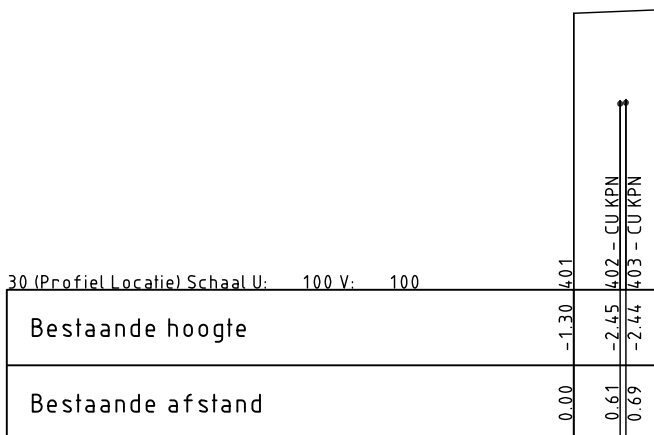 30 (Profiel Locatie) Schaal U: 100 V: 100
401
402 - CU KPN
403 - CU KPN
Bestaande hoogte
-1.30
-2.45
-2.44
Bestaande afstand
0.00
0.61
0.69